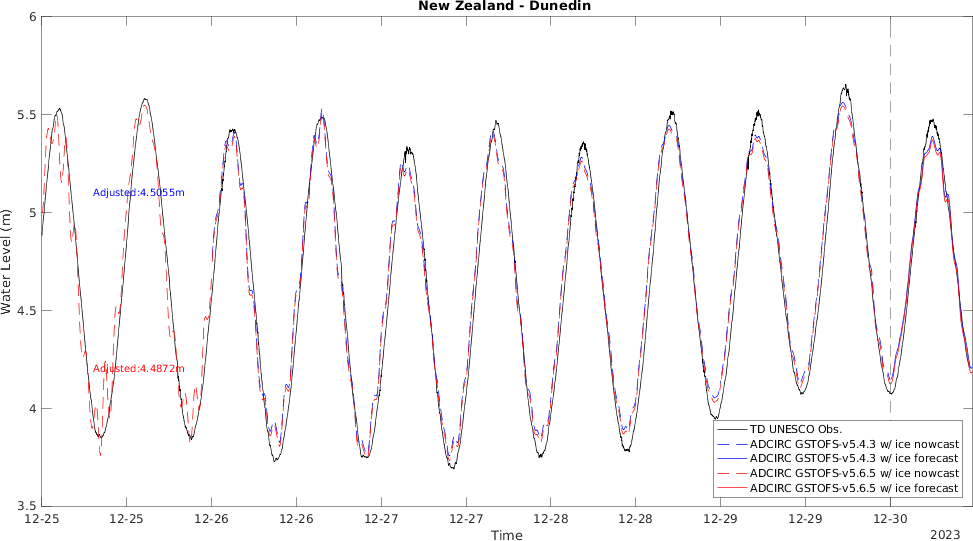 New Zealand - Dunedin
6
5.5
5
4.5
4
3.5
Water Level (m)
Adjusted:4.5055m
Adjusted:4.4872m
TD UNESCO Obs.
ADCIRC GSTOFS-v5.4.3 w/ ice nowcast
ADCIRC GSTOFS-v5.4.3 w/ ice forecast
ADCIRC GSTOFS-v5.6.5 w/ ice nowcast
ADCIRC GSTOFS-v5.6.5 w/ ice forecast
12-25 12-25 12-26 12-26 12-27 12-27 12-28 12-28 12-29 12-29 12-30
Time
2023